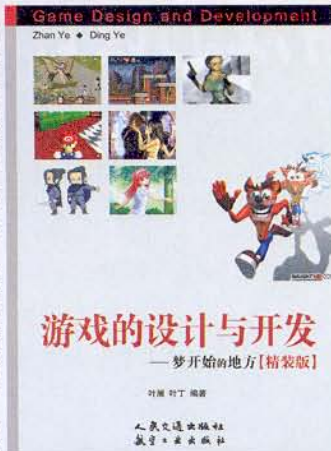 Game Design and Development
Zhan Ye ◆ Ding Ye
游戏的设计与开发
——梦开始的地方【精装版】
叶展 叶丁 编著
人民交通出版社
航空工业出版社